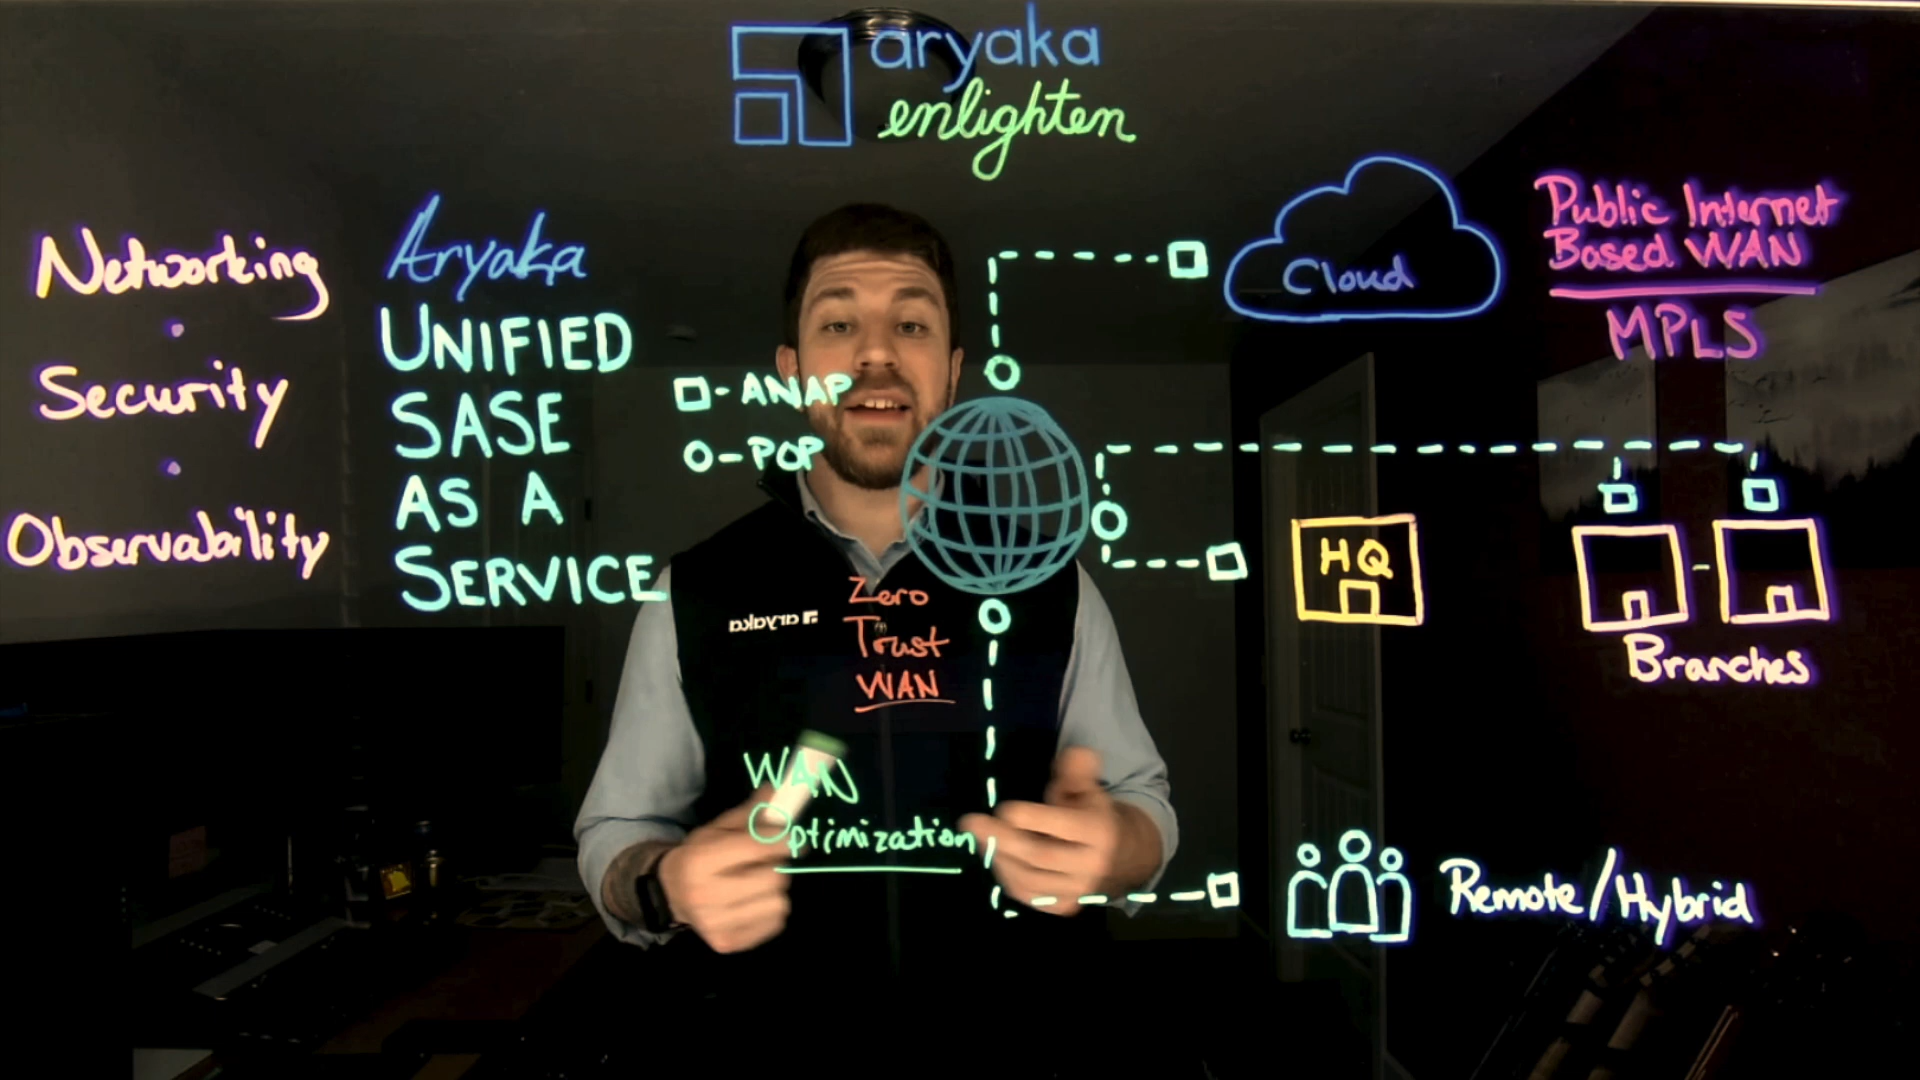 aryaka
enlighten
Networking
Security
Observability
Aryaka
UNIFIED
SASE
AS A
SERVICE
□-ANAP
○-POP
Zero
Trust
WAN
aryaka
WAN
Optimization
Cloud
Public Internet
Based WAN
MPLS
HQ
Branches
Remote/Hybrid